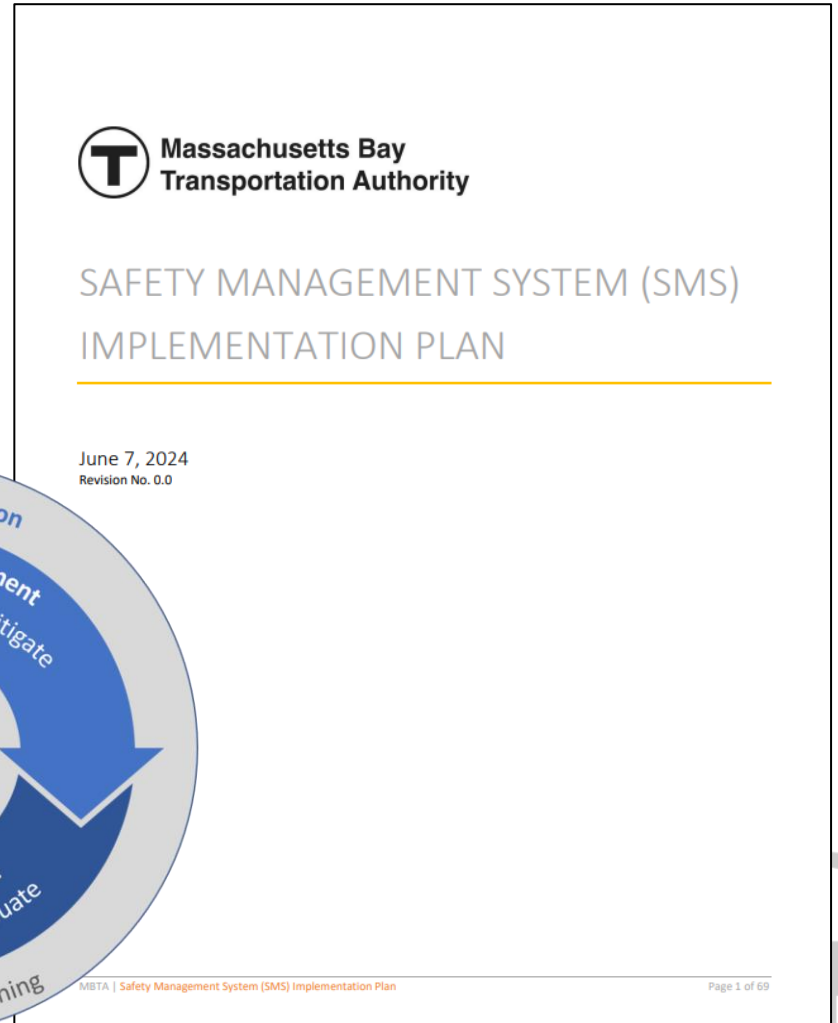 T
Massachusetts Bay
Transportation Authority
SAFETY MANAGEMENT SYSTEM (SMS)
IMPLEMENTATION PLAN
June 7, 2024
Revision No. 0.0
MBTA | Safety Management System (SMS) Implementation Plan
Page 1 of 69